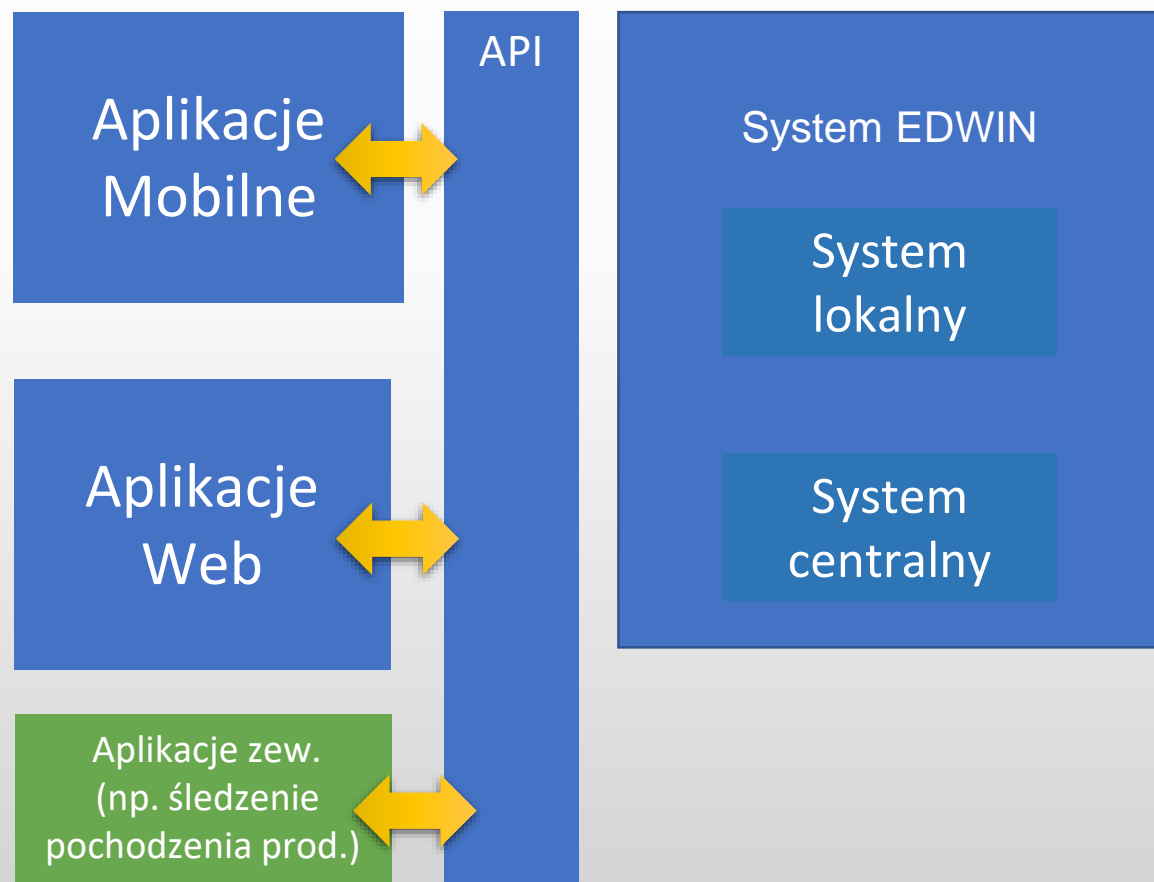 Aplikacje
Mobilne
API
System EDWIN
System
lokalny
Aplikacje
Web
System
centralny
Aplikacje zew.
(np. śledzenie
pochodzenia prod.)